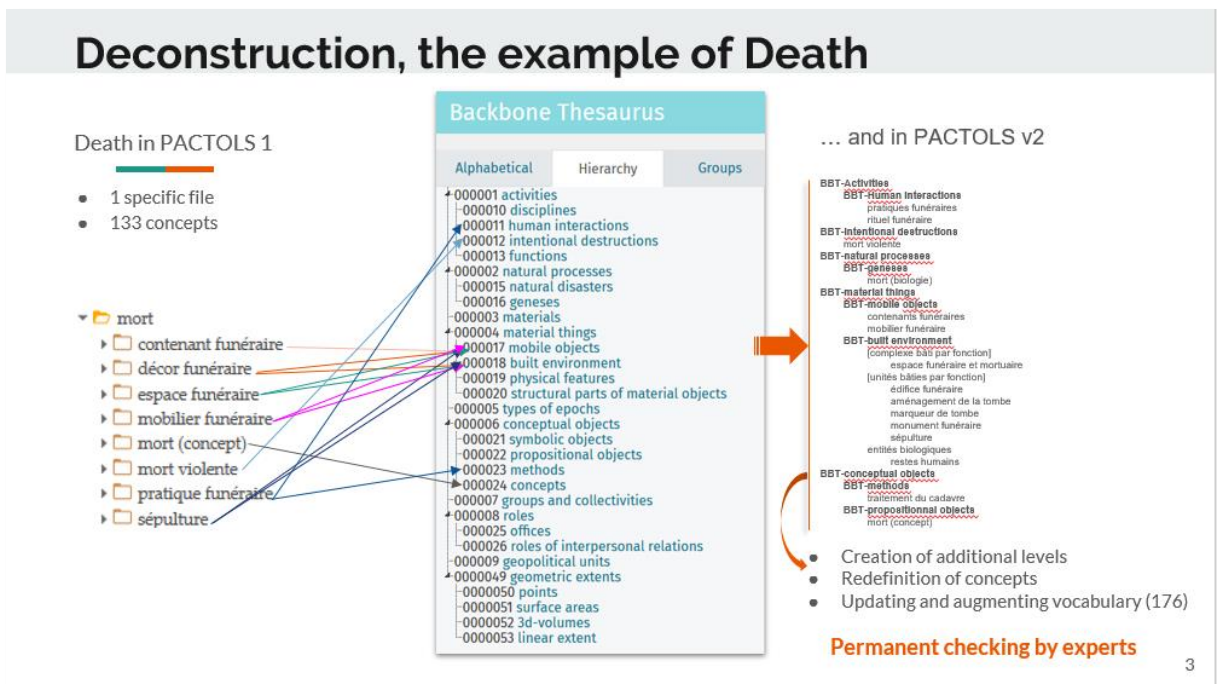 Deconstruction, the example of Death
Death in PACTOLS 1
• 1 specific file
• 133 concepts
mort
contenant funéraire
décor funéraire
espace funéraire
mobilier funéraire
mort (concept)
mort violente
pratique funéraire
sépulture
Backbone Thesaurus
Alphabetical Hierarchy Groups
000001 activities
000010 disciplines
000011 human interactions
000012 intentional destructions
000013 functions
000002 natural processes
000015 natural disasters
000016 geneses
000003 materials
000004 material things
000017 mobile objects
000018 built environment
000019 physical features
000020 structural parts of material objects
000005 types of epochs
000006 conceptual objects
000021 symbolic objects
000022 propositional objects
000023 methods
000024 concepts
000007 groups and collectivities
000008 roles
000025 offices
000026 roles of interpersonal relations
000009 geopolitical units
0000049 geometric extents
0000050 points
0000051 surface areas
0000052 3d-volumes
0000053 linear extent
... and in PACTOLS v2
BBT-Activities
BBT-Human interactions
pratiques funéraires
rituel funéraire
BBT-intentional destructions
mort violente
BBT-natural processes
BBT-geneses
mort (biologie)
BBT-material things
BBT-mobile objects
contenants funéraires
mobilier funéraire
BBT-built environment
[complexe bâti par fonction]
espace funéraire et mortuaire
[unités bâties par fonction]
édifice funéraire
aménagement de la tombe
marqueur de tombe
monument funéraire
sépulture
entités biologiques
restes humains
BBT-conceptual objects
BBT-methods
traitement du cadavre
BBT-propositionnal objects
mort (concept)
• Creation of additional levels
• Redefinition of concepts
• Updating and augmenting vocabulary (176)
Permanent checking by experts
3